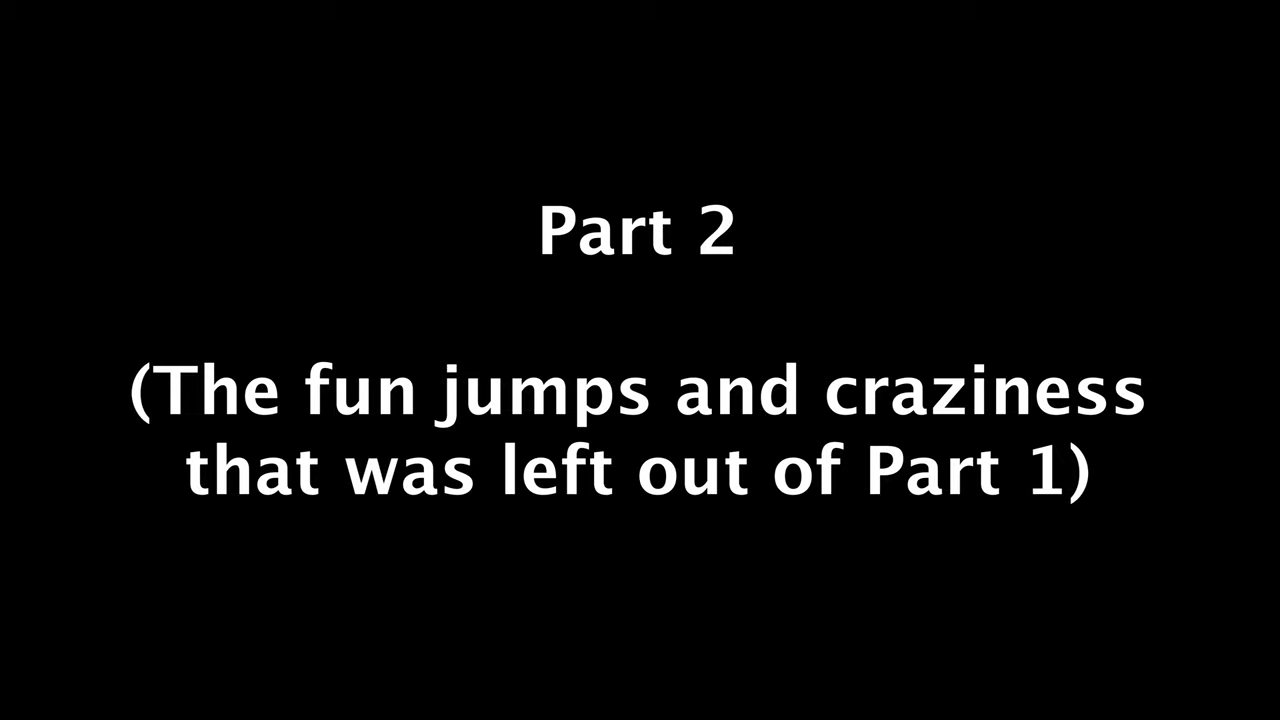 Part 2
(The fun jumps and craziness
that was left out of Part 1)